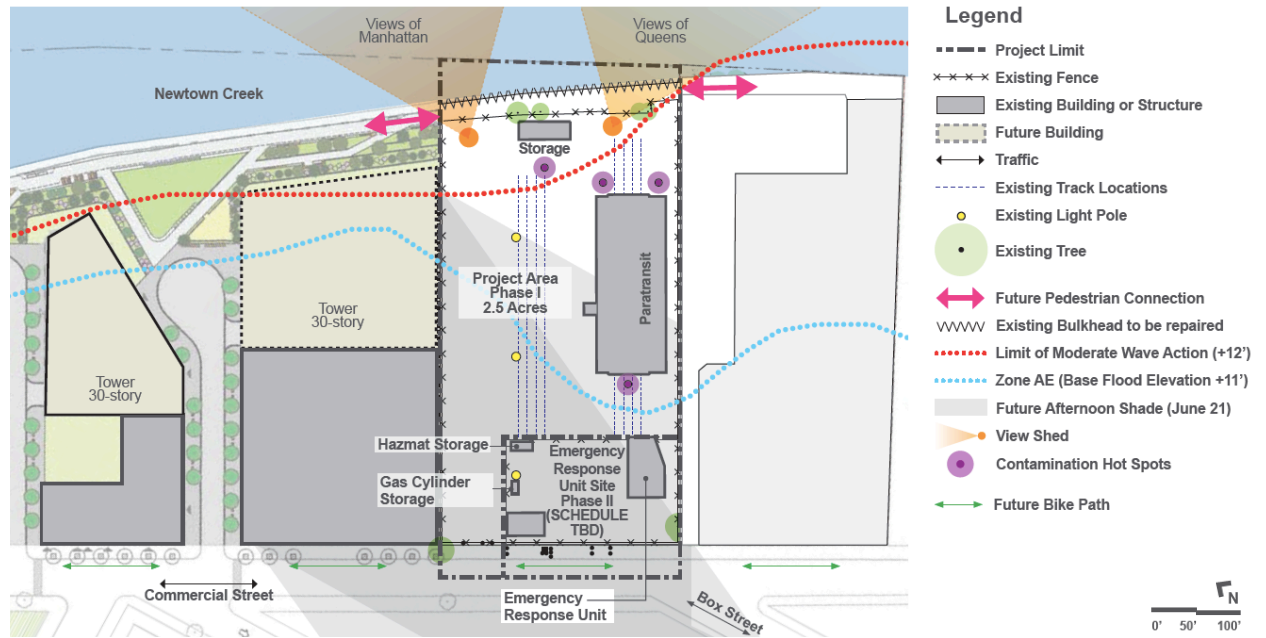 Views of
Manhattan
Views of
Queens
Newtown Creek
Storage
Project Area
Phase I
2.5 Acres
Paratransit
Tower
30-story
Tower
30-story
Hazmat Storage
Gas Cylinder
Storage
Emergency
Response
Unit Site
Phase II
(SCHEDULE
TBD)
Commercial Street
Emergency
Response Unit
Box Street
Legend
Project Limit
Existing Fence
Existing Building or Structure
Future Building
Traffic
Existing Track Locations
Existing Light Pole
Existing Tree
Future Pedestrian Connection
Existing Bulkhead to be repaired
Limit of Moderate Wave Action (+12')
Zone AE (Base Flood Elevation +11')
Future Afternoon Shade (June 21)
View Shed
Contamination Hot Spots
Future Bike Path
N
0' 50' 100'